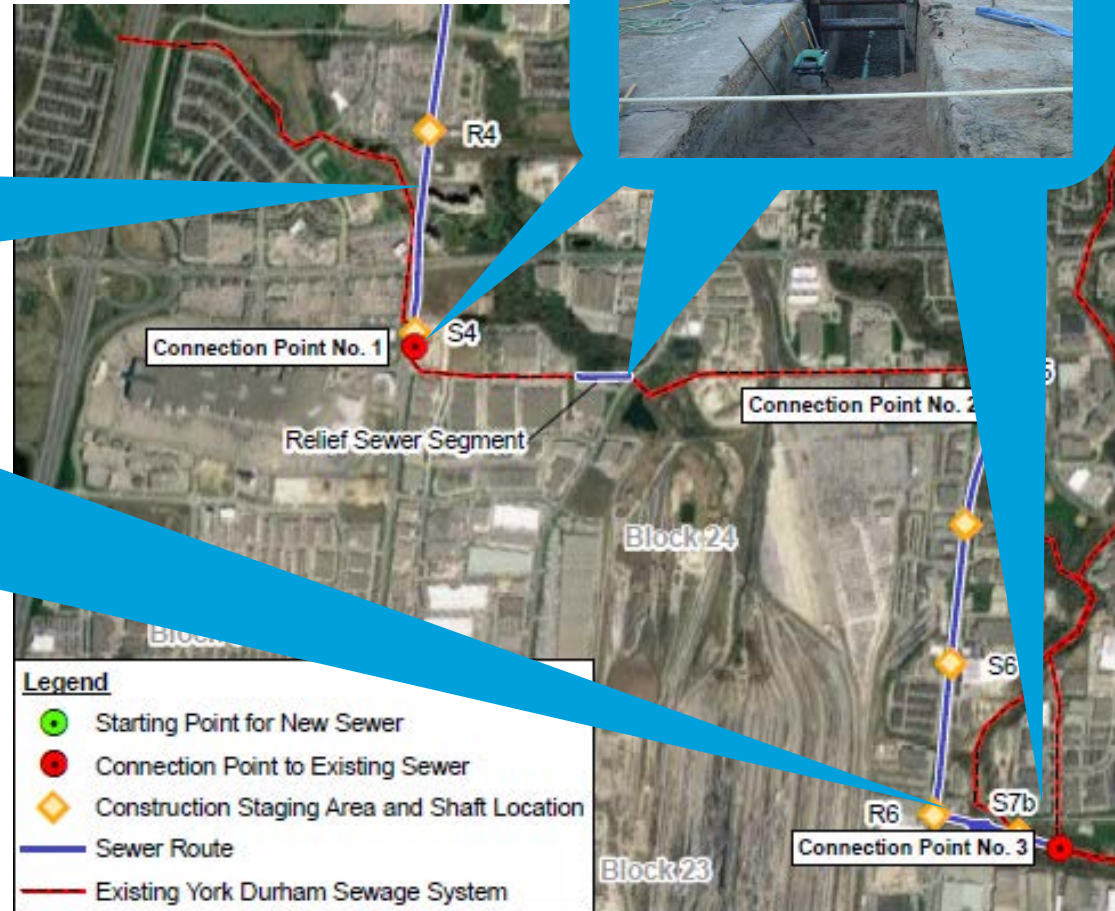 R4
S4
Connection Point No. 1
Connection Point No. 2
Relief Sewer Segment
Block 24
S6
R6
S7b
Connection Point No. 3
Block 23
Legend
Starting Point for New Sewer
Connection Point to Existing Sewer
Construction Staging Area and Shaft Location
Sewer Route
Existing York Durham Sewage System